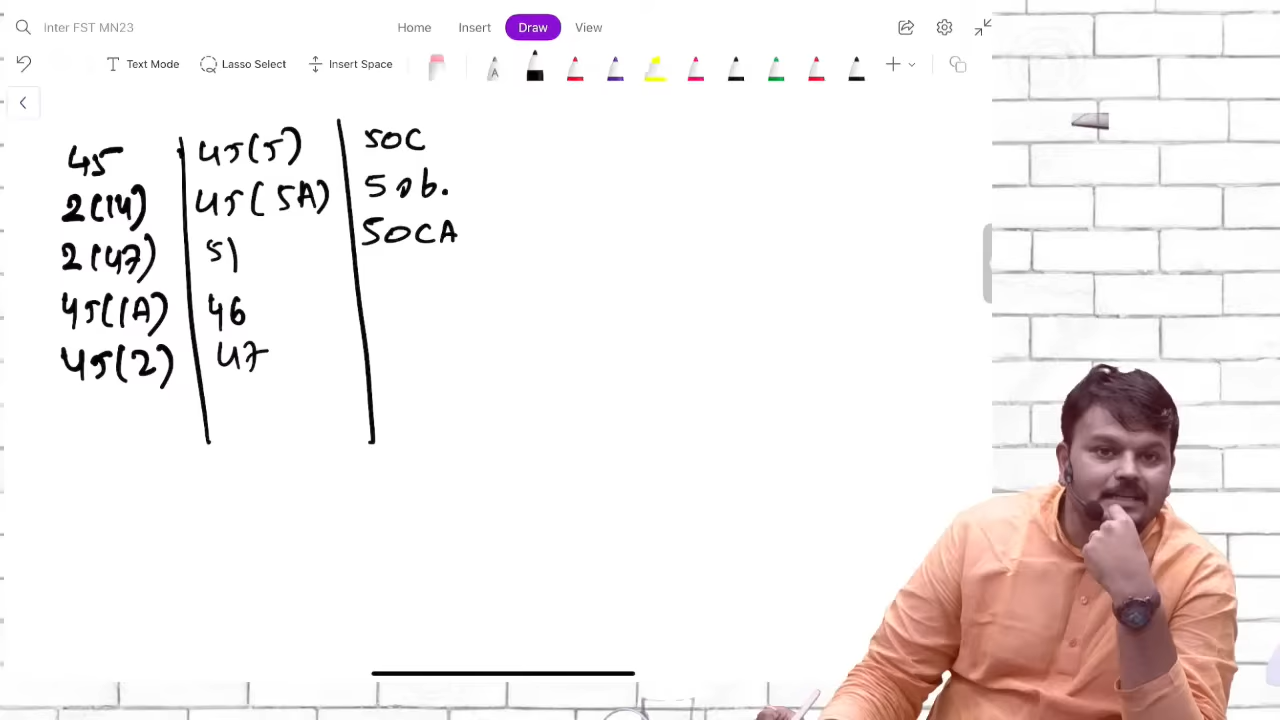 inter FST MN23
Home Insert Draw View
Text Mode Lasso Select Insert Space
A
45
2(14)
2(47)
45(1A)
45(2)
45(5)
45(5A)
51
46
47
50C
50b.
50CA